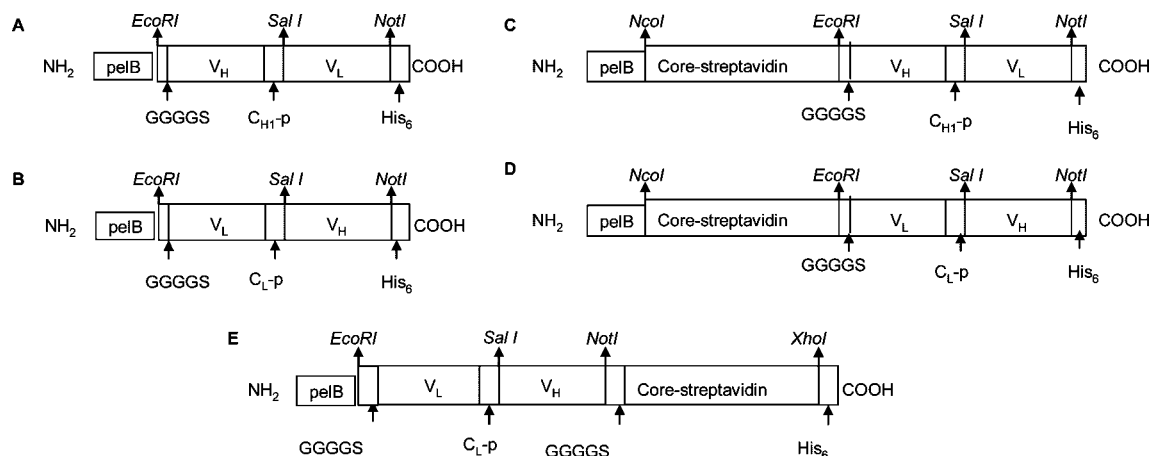 A
EcoRI Sal I NotI
NH2 pelB VH VL COOH
GGGGS CH1-p His6
B
EcoRI Sal I NotI
NH2 pelB VL VH COOH
GGGGS CL-p His6
C
NcoI EcoRI Sal I NotI
NH2 pelB Core-streptavidin VH VL COOH
GGGGS CH1-p His6
D
NcoI EcoRI Sal I NotI
NH2 pelB Core-streptavidin VL VH COOH
GGGGS CL-p His6
E
EcoRI Sal I NotI XhoI
NH2 pelB VL VH Core-streptavidin COOH
GGGGS CL-p GGGGS His6